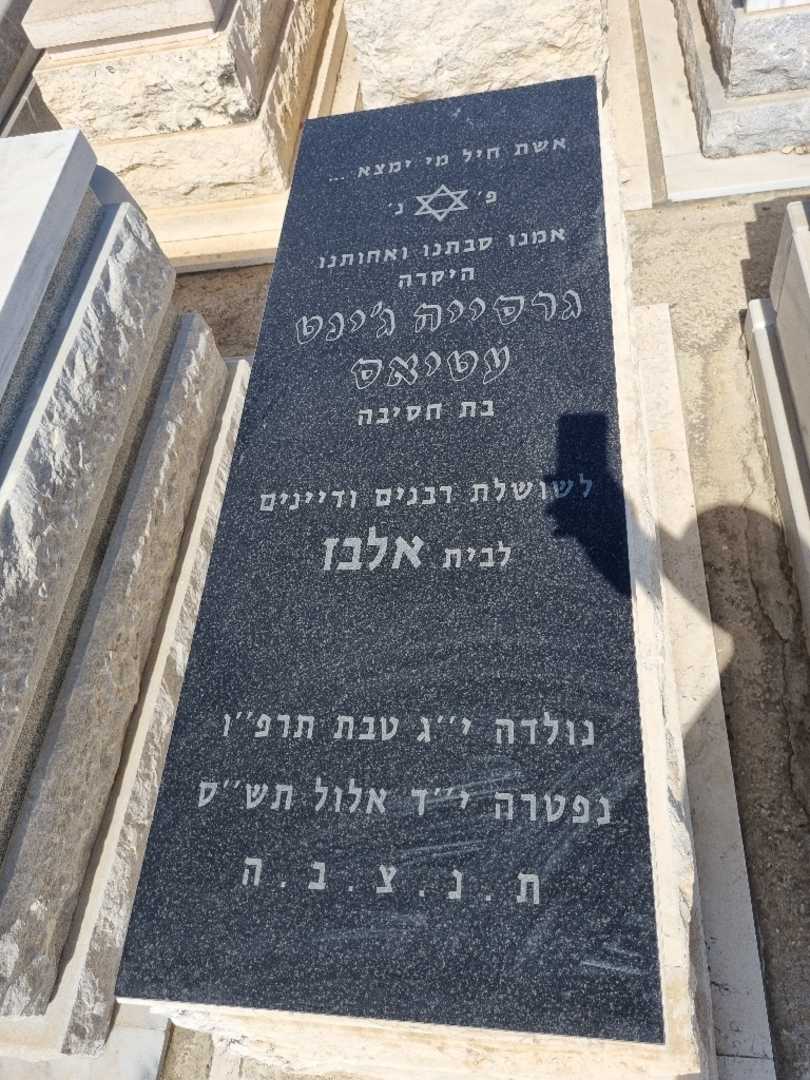 אשת חיל מי ימצא ...
פ׳ נ׳
אמנו סבתנו ואחותנו
היקרה
גרסייה ג׳ינט
עטיאס
בת חסיבה
לשושלת רבנים ודיינים
לבית אלבז
נולדה י״ג טבת תרפ״ו
נפטרה י״ד אלול תש״ס
ת . נ . צ . ב . ה